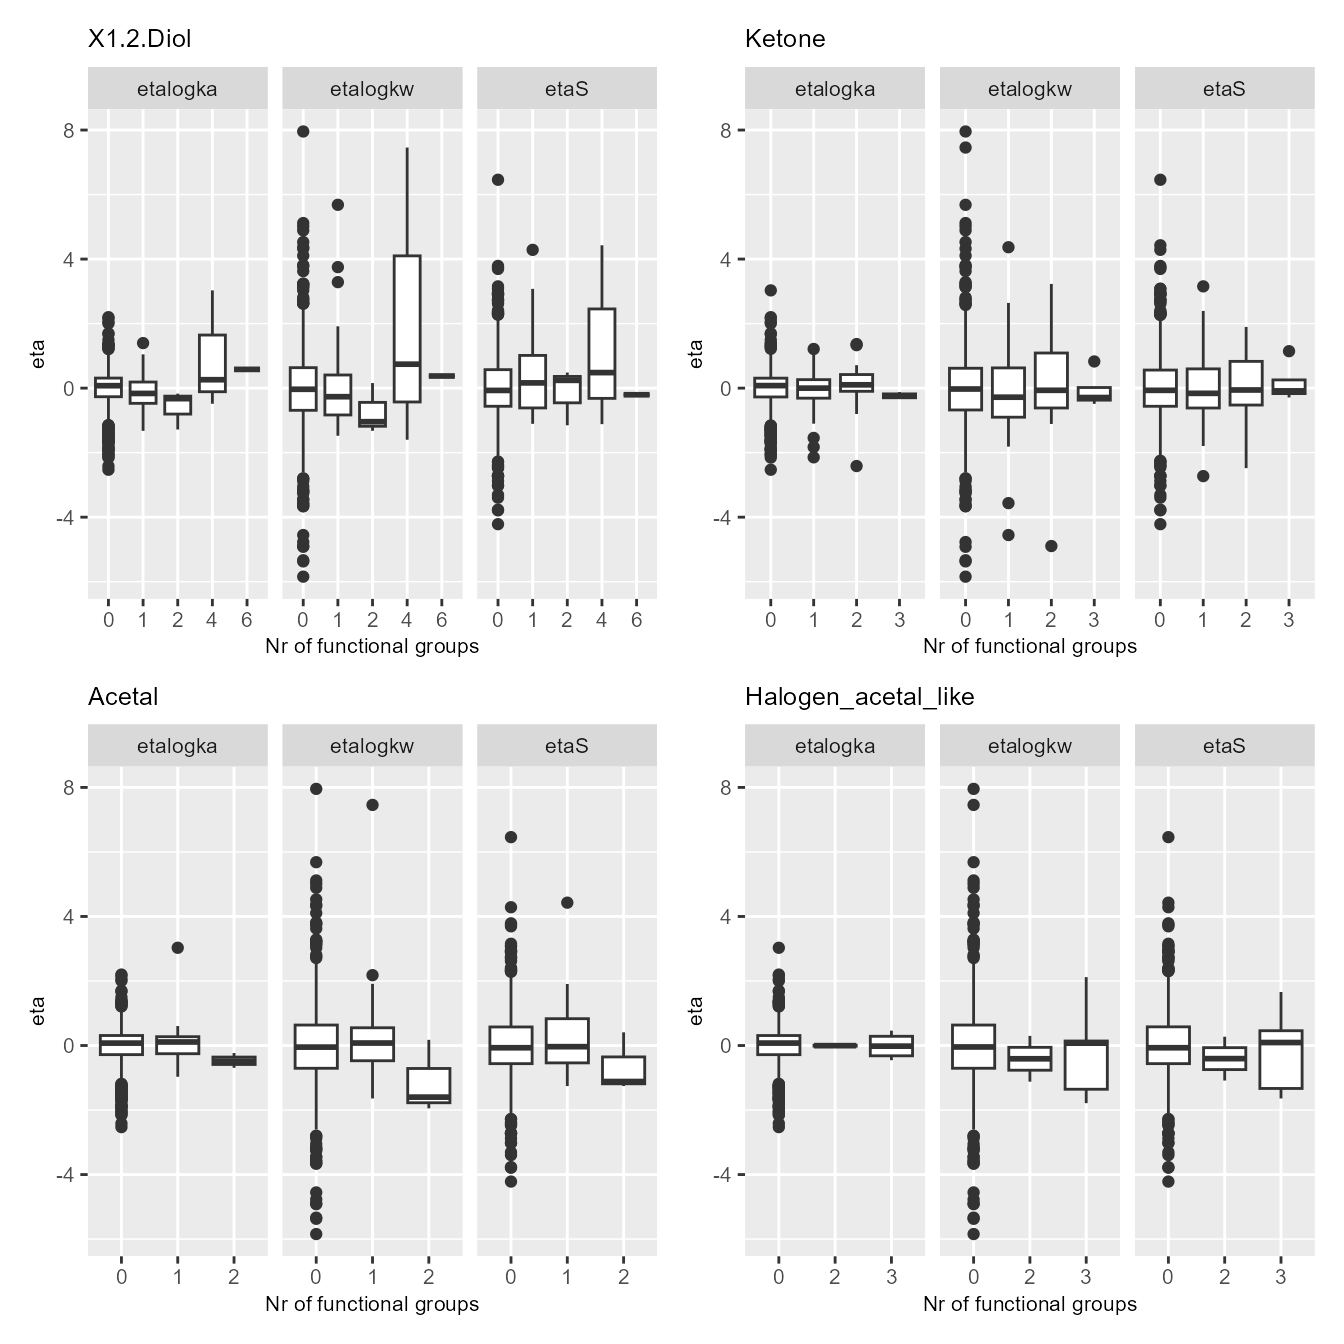 X1.2.Diol
etalogka etalogkw etaS
eta
8
4
0
-4
0 1 2 4 6 0 1 2 4 6 0 1 2 4 6
Nr of functional groups
Ketone
etalogka etalogkw etaS
eta
8
4
0
-4
0 1 2 3 0 1 2 3 0 1 2 3
Nr of functional groups
Acetal
etalogka etalogkw etaS
eta
8
4
0
-4
0 1 2 0 1 2 0 1 2
Nr of functional groups
Halogen_acetal_like
etalogka etalogkw etaS
eta
8
4
0
-4
0 2 3 0 2 3 0 2 3
Nr of functional groups